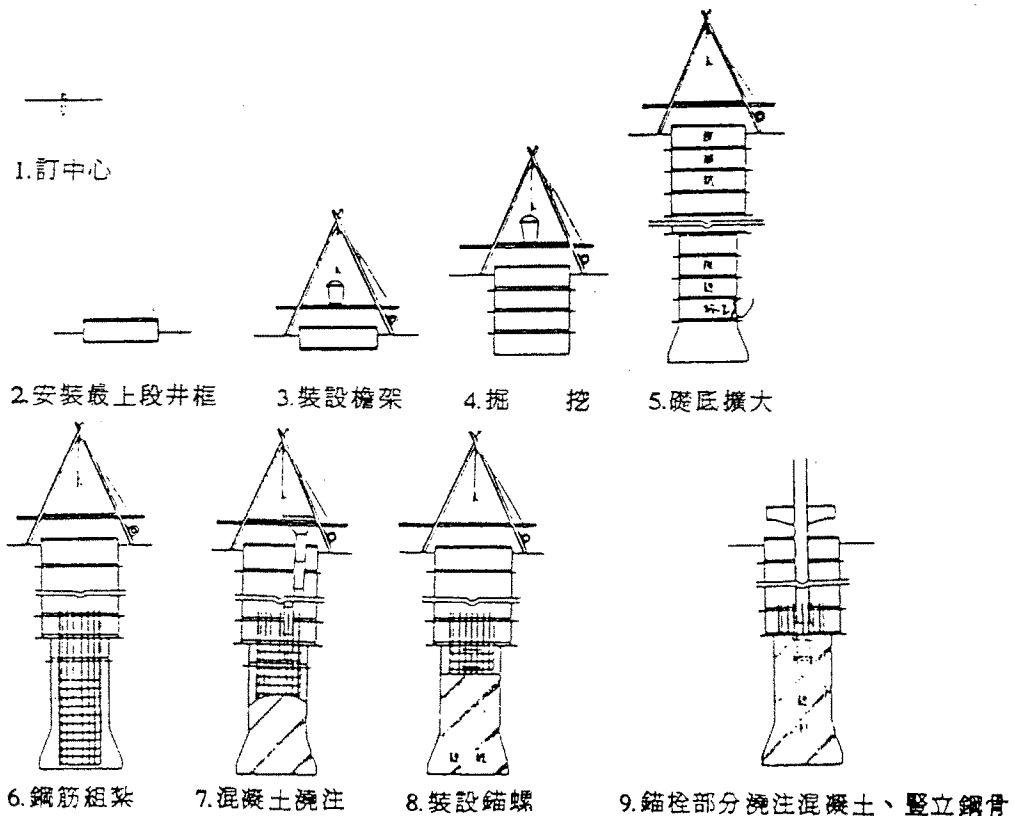 1.訂中心
2.安裝最上段井框
3.裝設檐架
4.掘 挖
5.礎底擴大
6.鋼筋組紮
7.混凝土澆注
8.裝設錨螺
9.錨栓部分澆注混凝土、豎立鋼骨